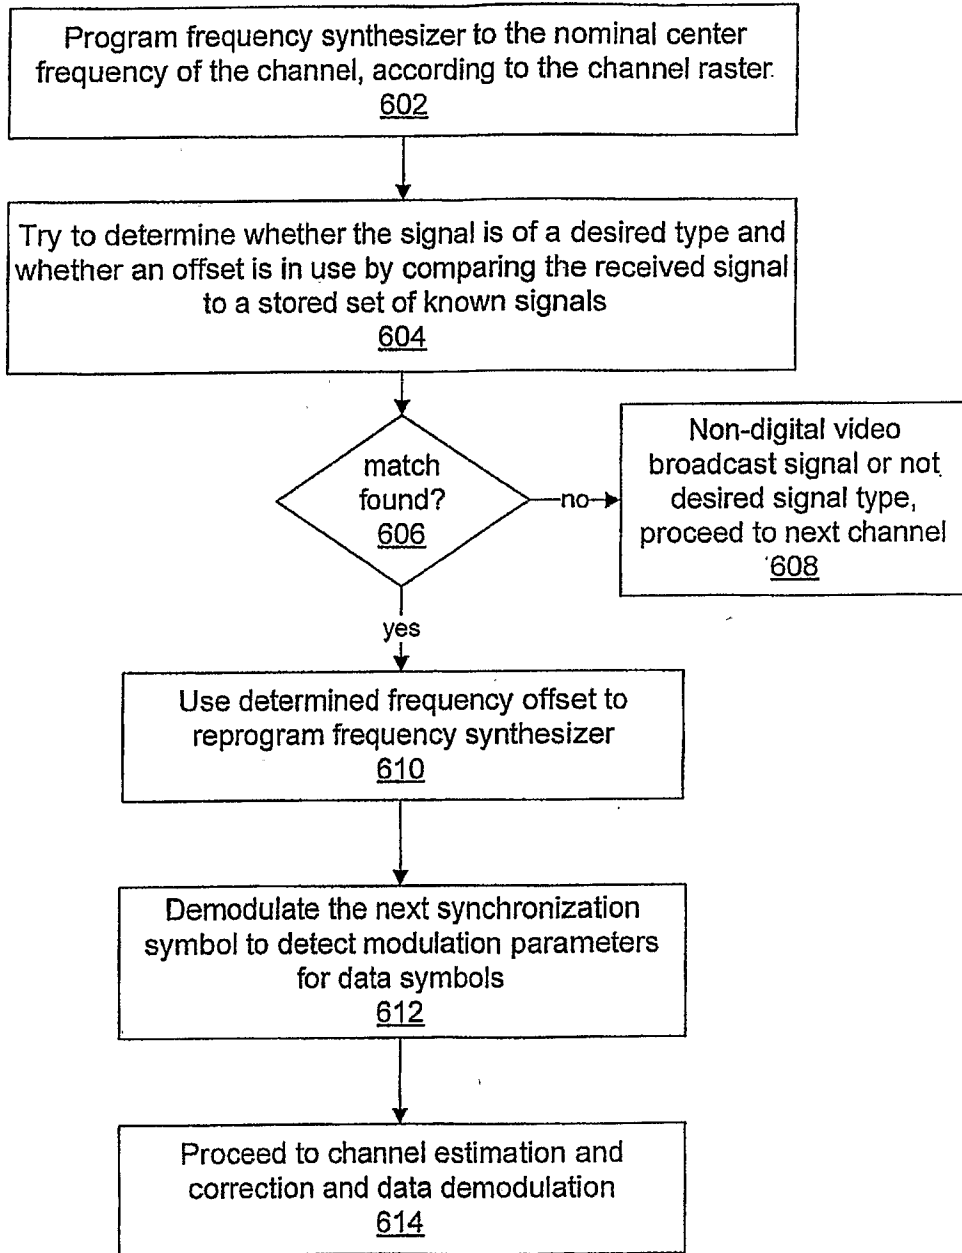 Program frequency synthesizer to the nominal center
frequency of the channel, according to the channel raster.
602
Try to determine whether the signal is of a desired type and
whether an offset is in use by comparing the received signal
to a stored set of known signals
604
match
found?
606
no
Non-digital video
broadcast signal or not
desired signal type,
proceed to next channel
608
yes
Use determined frequency offset to
reprogram frequency synthesizer
610
Demodulate the next synchronization
symbol to detect modulation parameters
for data symbols
612
Proceed to channel estimation and
correction and data demodulation
614